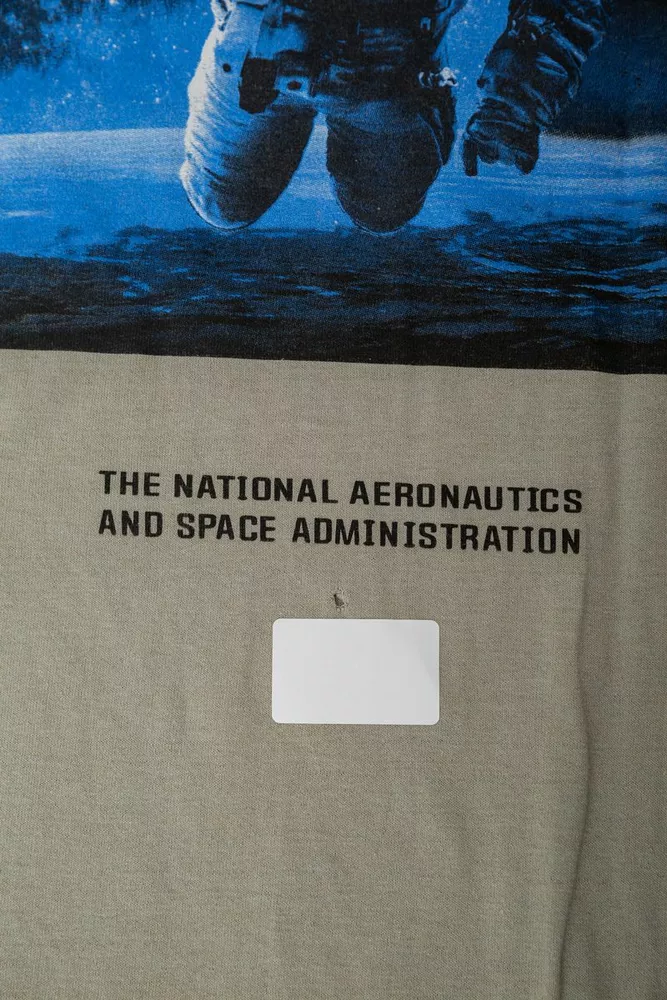 THE NATIONAL AERONAUTICS
AND SPACE ADMINISTRATION